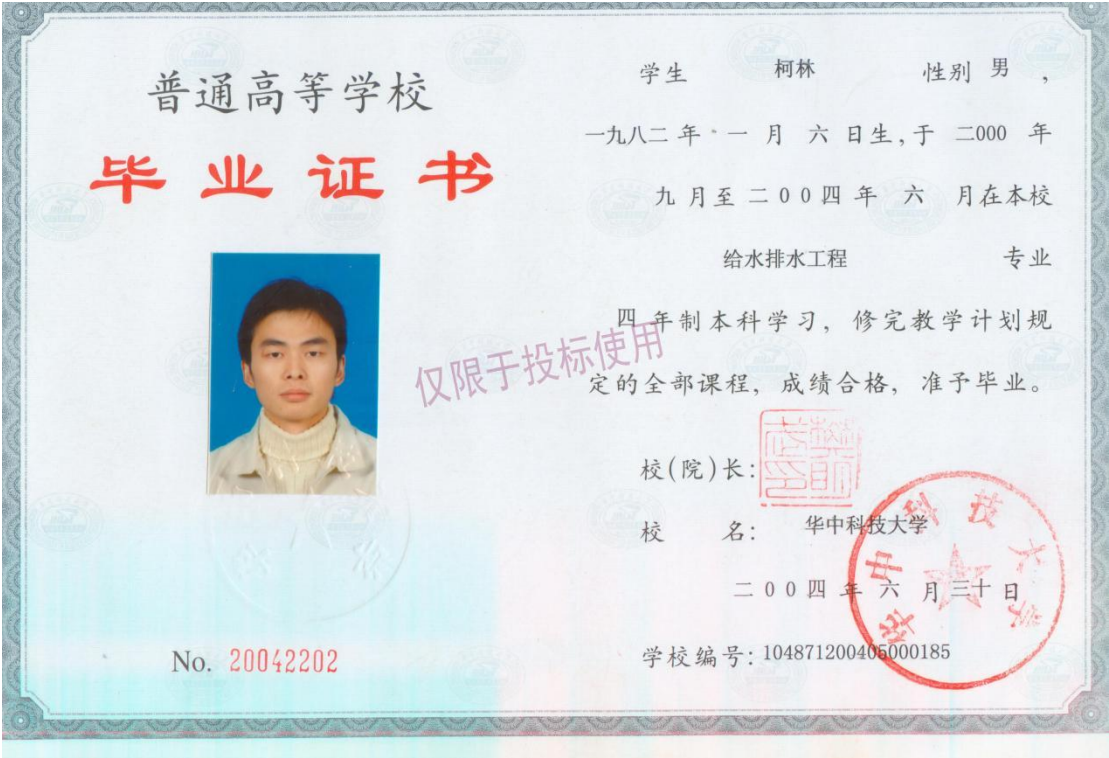 普通高等学校
毕业证书
No. 20042202
学生 柯林 性别 男，
一九八二 年 一 月 六 日生，于 二000 年
九 月至 二00四 年 六 月在本校
给水排水工程 专业
四 年制本科学习，修完教学计划规
定的全部课程，成绩合格，准予毕业。
校(院)长：
校 名： 华中科技大学
二00四 年 六 月 三十 日
学校编号：104871200405000185
仅限于投标使用
华中科技大学